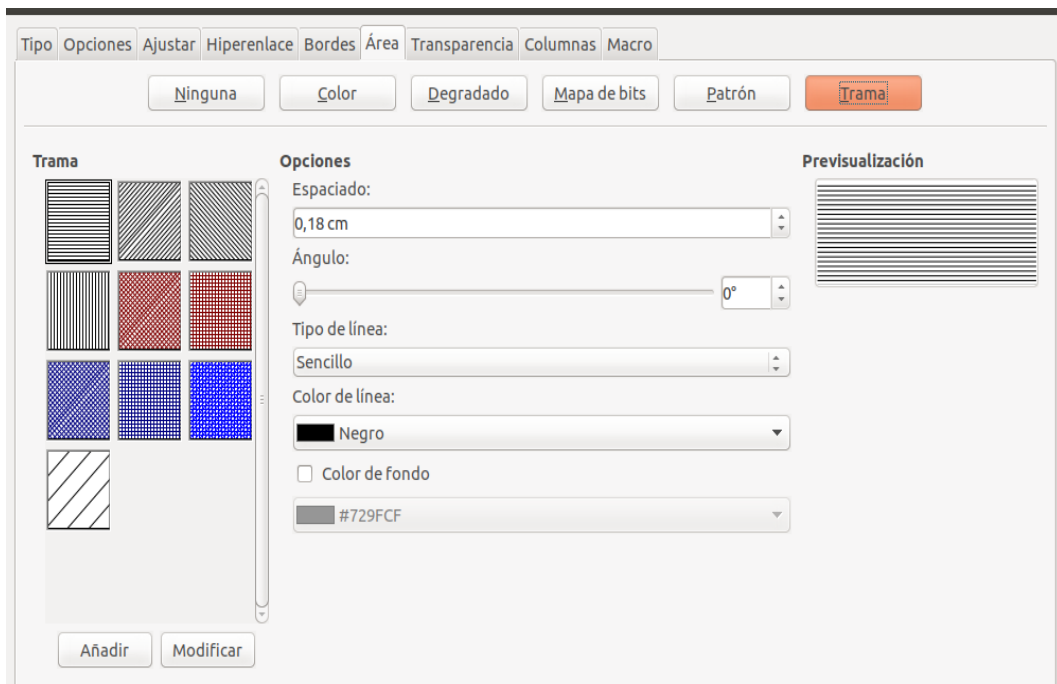 Tipo Opciones Ajustar Hiperenlace Bordes Área Transparencia Columnas Macro
Ninguna Color Degradado Mapa de bits Patrón Trama
Trama
Opciones
Espaciado:
0,18 cm
Ángulo:
0°
Tipo de línea:
Sencillo
Color de línea:
Negro
Color de fondo
#729FCF
Previsualización
Añadir Modificar